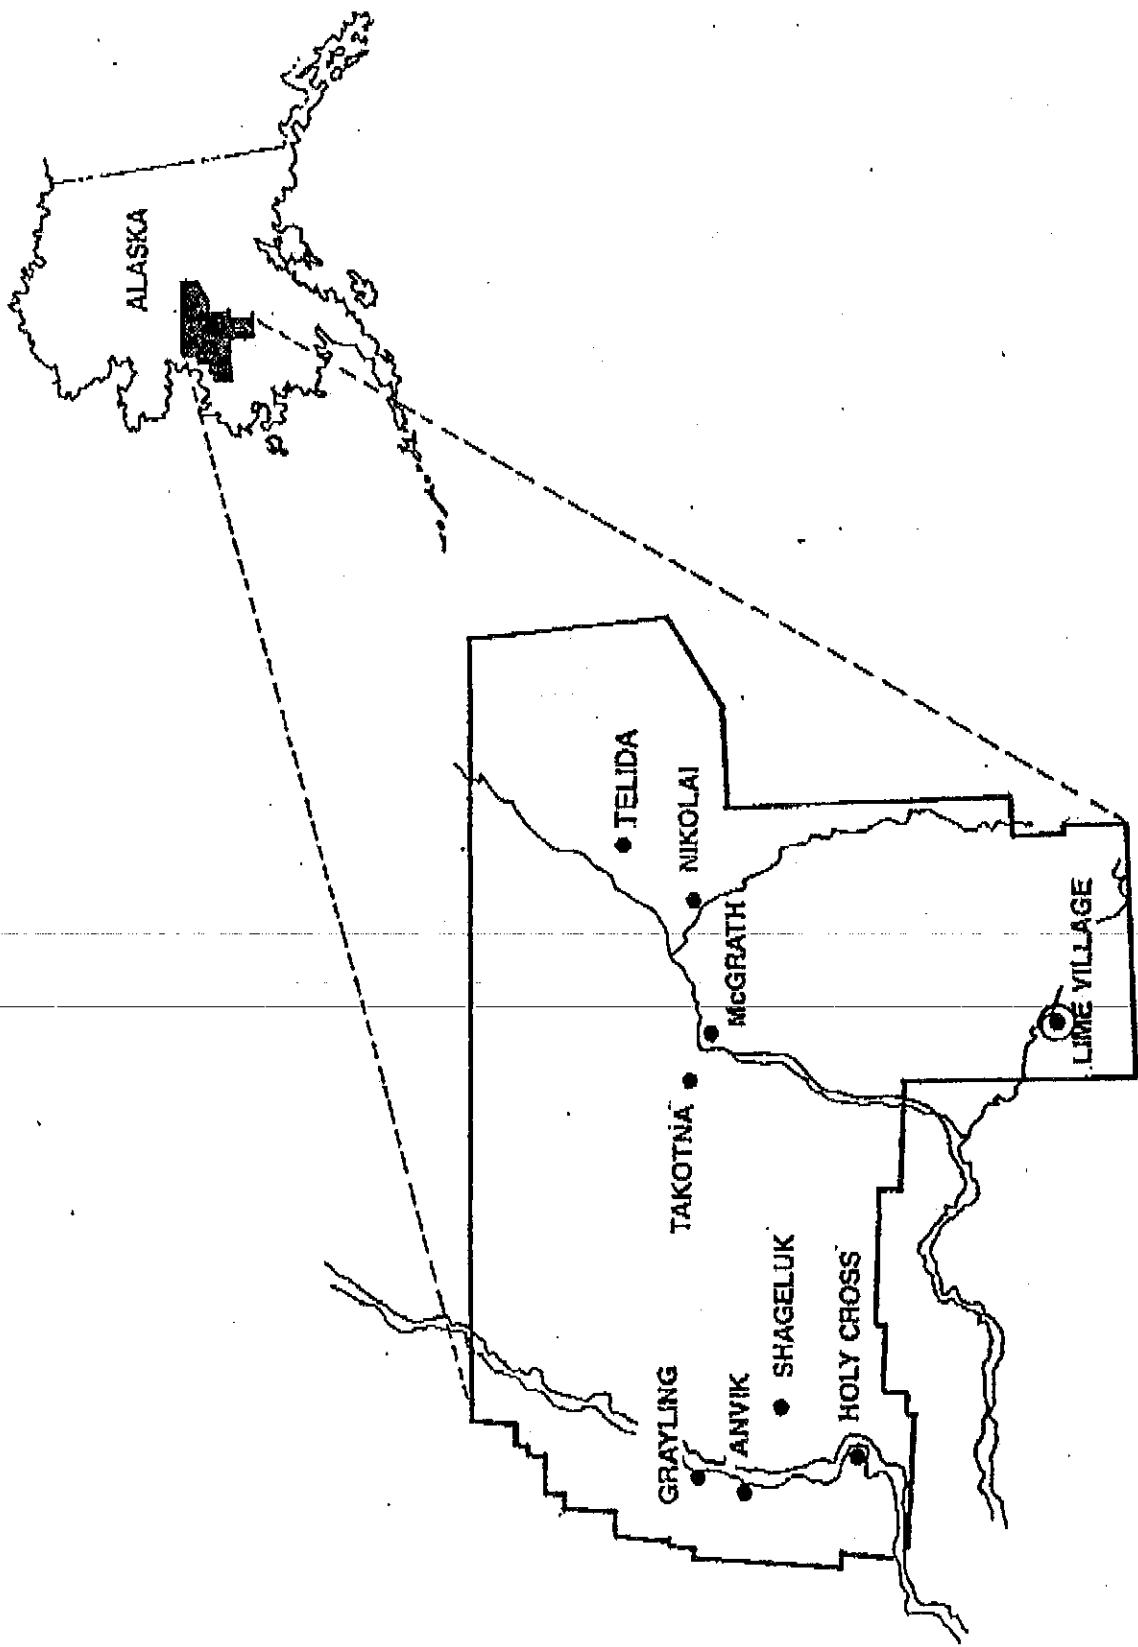 ALASKA
TELIDA
NIKOLAI
McGRATH
TAKOTNA
LIME VILLAGE
SHAGELUK
HOLY CROSS
GRAYLING
ANVIK